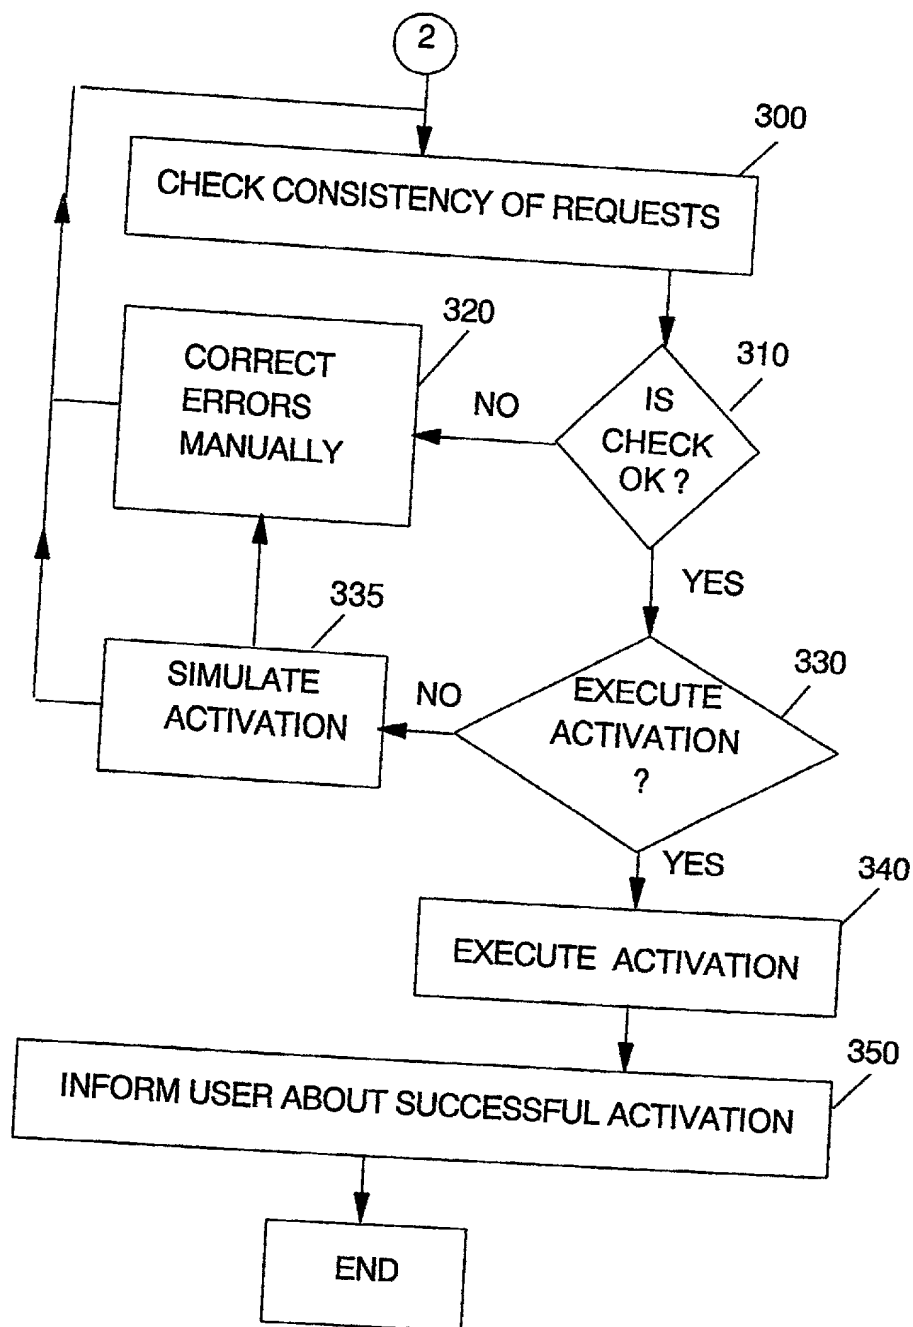 2
300
CHECK CONSISTENCY OF REQUESTS
320
CORRECT
ERRORS
MANUALLY
310
NO
IS
CHECK
OK ?
YES
335
SIMULATE
ACTIVATION
NO
330
EXECUTE
ACTIVATION
?
YES
340
EXECUTE ACTIVATION
350
INFORM USER ABOUT SUCCESSFUL ACTIVATION
END